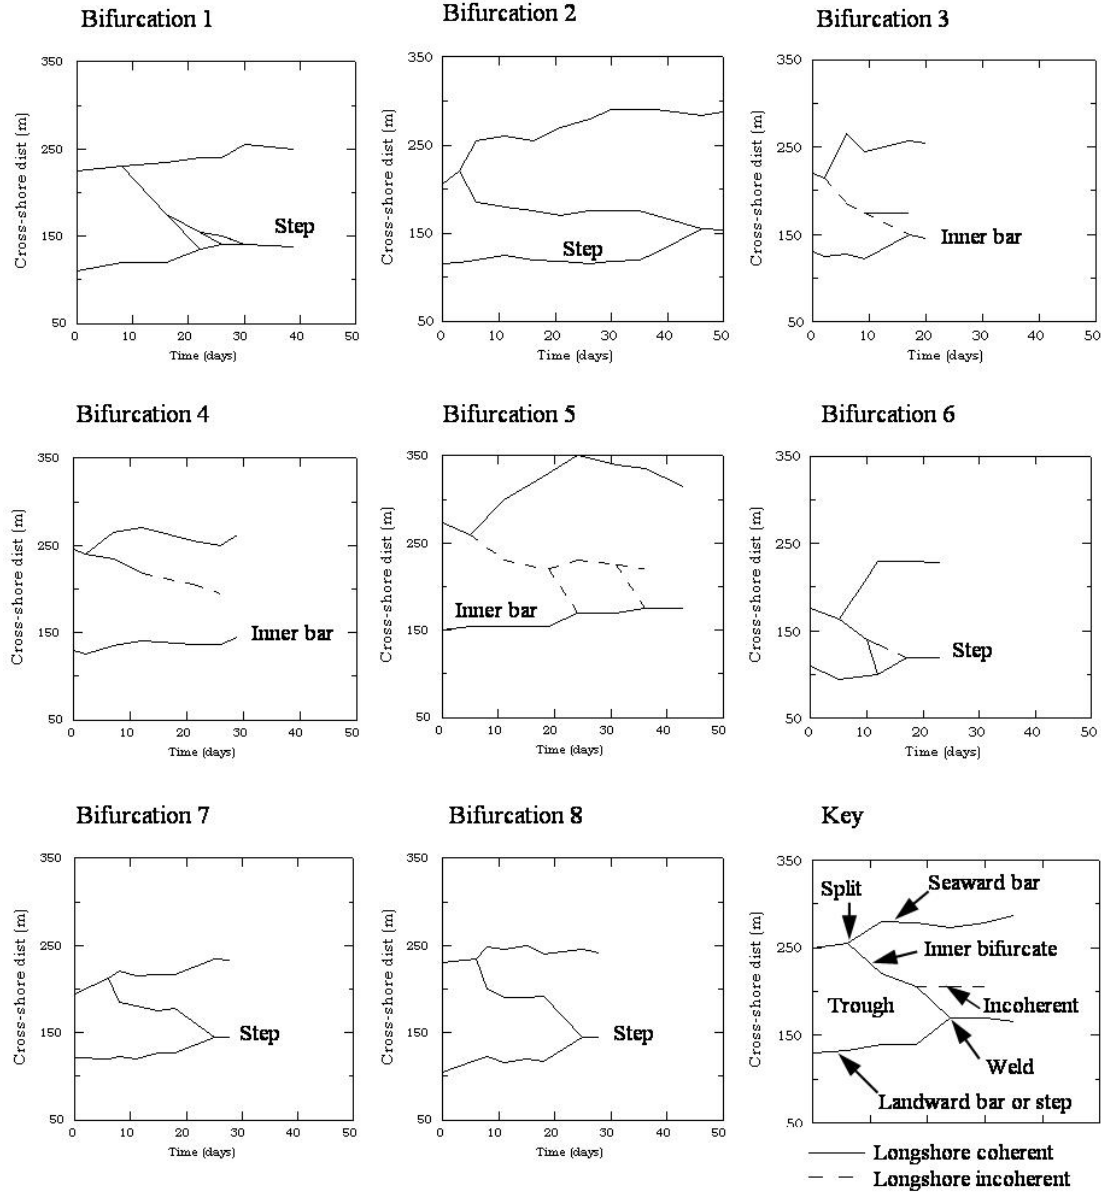 Bifurcation 1
Bifurcation 2
Bifurcation 3
350
250
150
50
Cross-shore dist (m)
Step
0 10 20 30 40 50
Time (days)
350
250
150
50
Cross-shore dist (m)
Step
0 10 20 30 40 50
Time (days)
350
250
150
50
Cross-shore dist (m)
Inner bar
0 10 20 30 40 50
Time (days)
Bifurcation 4
Bifurcation 5
Bifurcation 6
350
250
150
50
Cross-shore dist (m)
Inner bar
0 10 20 30 40 50
Time (days)
350
250
150
50
Cross-shore dist (m)
Inner bar
0 10 20 30 40 50
Time (days)
350
250
150
50
Cross-shore dist (m)
Step
0 10 20 30 40 50
Time (days)
Bifurcation 7
Bifurcation 8
Key
350
250
150
50
Cross-shore dist (m)
Step
0 10 20 30 40 50
Time (days)
350
250
150
50
Cross-shore dist (m)
Step
0 10 20 30 40 50
Time (days)
350
250
150
50
Cross-shore dist (m)
Split
Seaward bar
Inner bifurcate
Trough
Incoherent
Weld
Landward bar or step
Longshore coherent
Longshore incoherent